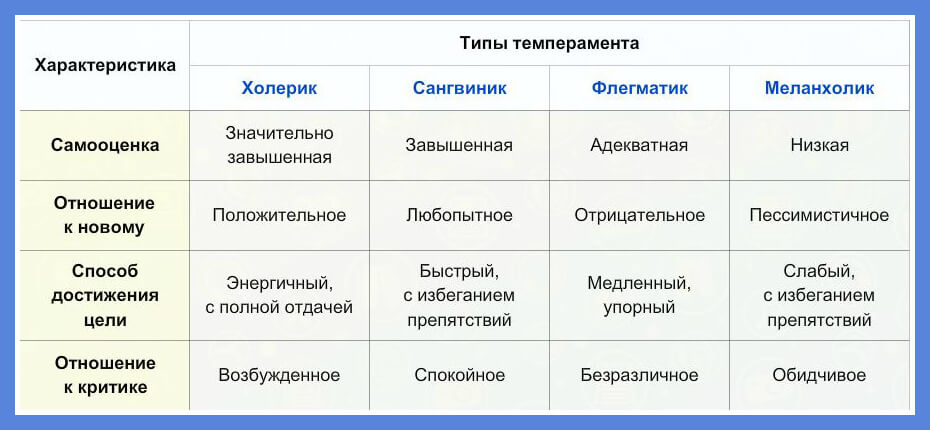 Характеристика
Типы темперамента
Холерик
Сангвиник
Флегматик
Меланхолик
Самооценка
Значительно
завышенная
Завышенная
Адекватная
Низкая
Отношение
к новому
Положительное
Любопытное
Отрицательное
Пессимистичное
Способ
достижения
цели
Энергичный,
с полной отдачей
Быстрый,
с избеганием
препятствий
Медленный,
упорный
Слабый,
с избеганием
препятствий
Отношение
к критике
Возбужденное
Спокойное
Безразличное
Обидчивое